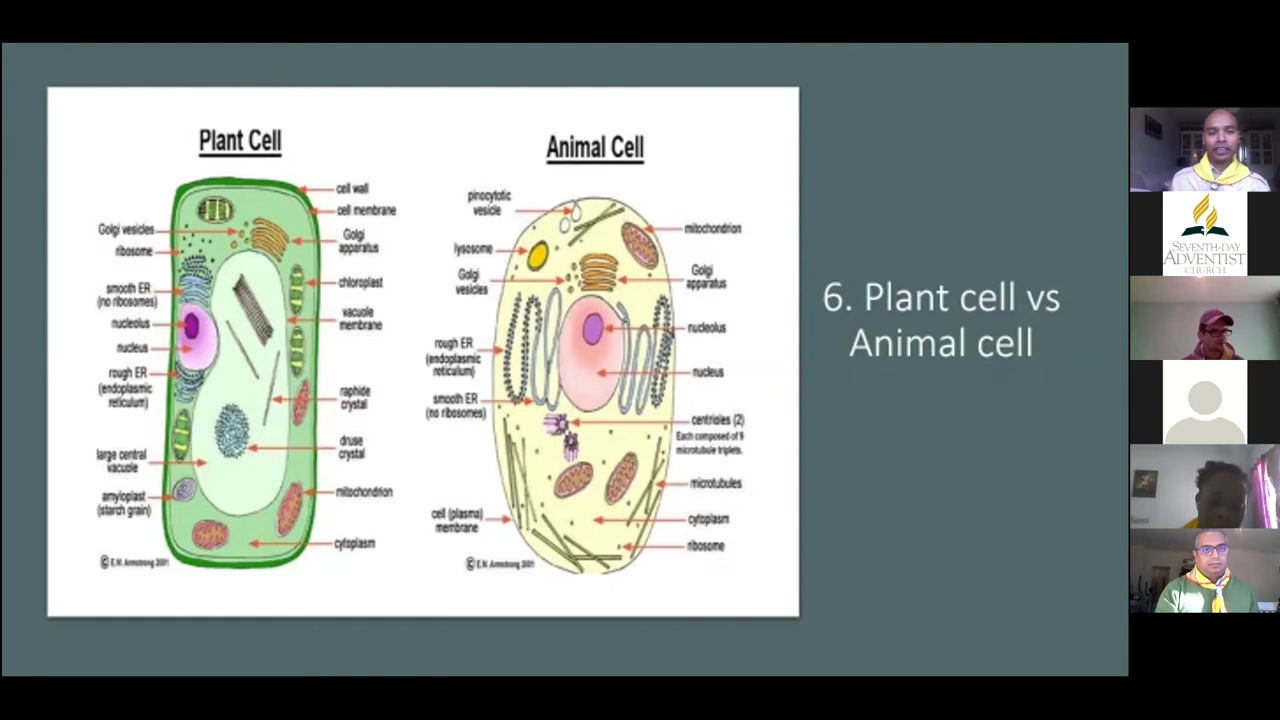 Plant Cell
cell wall
cell membrane
Golgi vesicles
Golgi
apparatus
ribosome
chloroplast
smooth ER
(no ribosomes)
vacuole
membrane
nucleolus
nucleus
rough ER
(endoplasmic
reticulum)
raphide
crystal
druse
crystal
large central
vacuole
mitochondrion
amyloplast
(starch grain)
cytoplasm
© E.M. Armstrong 2001
Animal Cell
pinocytotic
vesicle
mitochondrion
lysosome
Golgi
vesicles
Golgi
apparatus
nucleolus
rough ER
(endoplasmic
reticulum)
nucleus
smooth ER
(no ribosomes)
centrioles (2)
Each composed of 9
microtubule triplets.
microtubules
cell (plasma)
membrane
cytoplasm
ribosome
© E.M. Armstrong 2001
6. Plant cell vs
Animal cell
SEVENTH-DAY
ADVENTIST
CHURCH